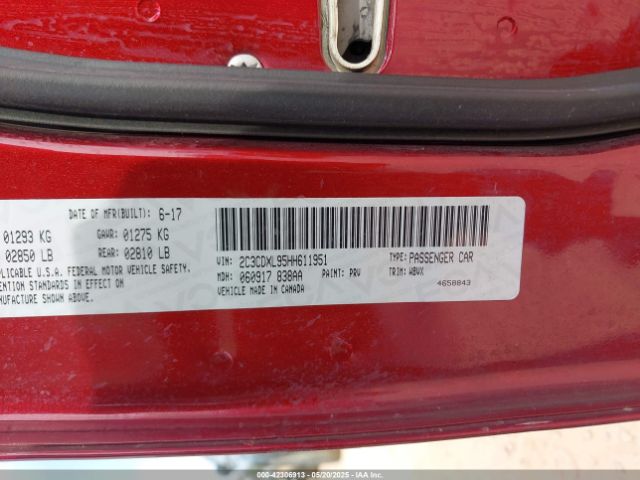 DATE OF MFR(BUILT): 6-17
01293 KG GAWR: 01275 KG
02850 LB REAR: 02810 LB
PLICABLE U.S.A. FEDERAL MOTOR VEHICLE SAFETY,
ENTION STANDARDS IN EFFECT ON
NUFACTURE SHOWN ABOVE.
VIN: 2C3CDXL95HH611951 TYPE: PASSENGER CAR
MDH: 060917 838AA PAINT: PRV TRIM: WBVX
VEHICLE MADE IN CANADA
4658843
000-42306913 - 05/20/2025 - IAA Inc.